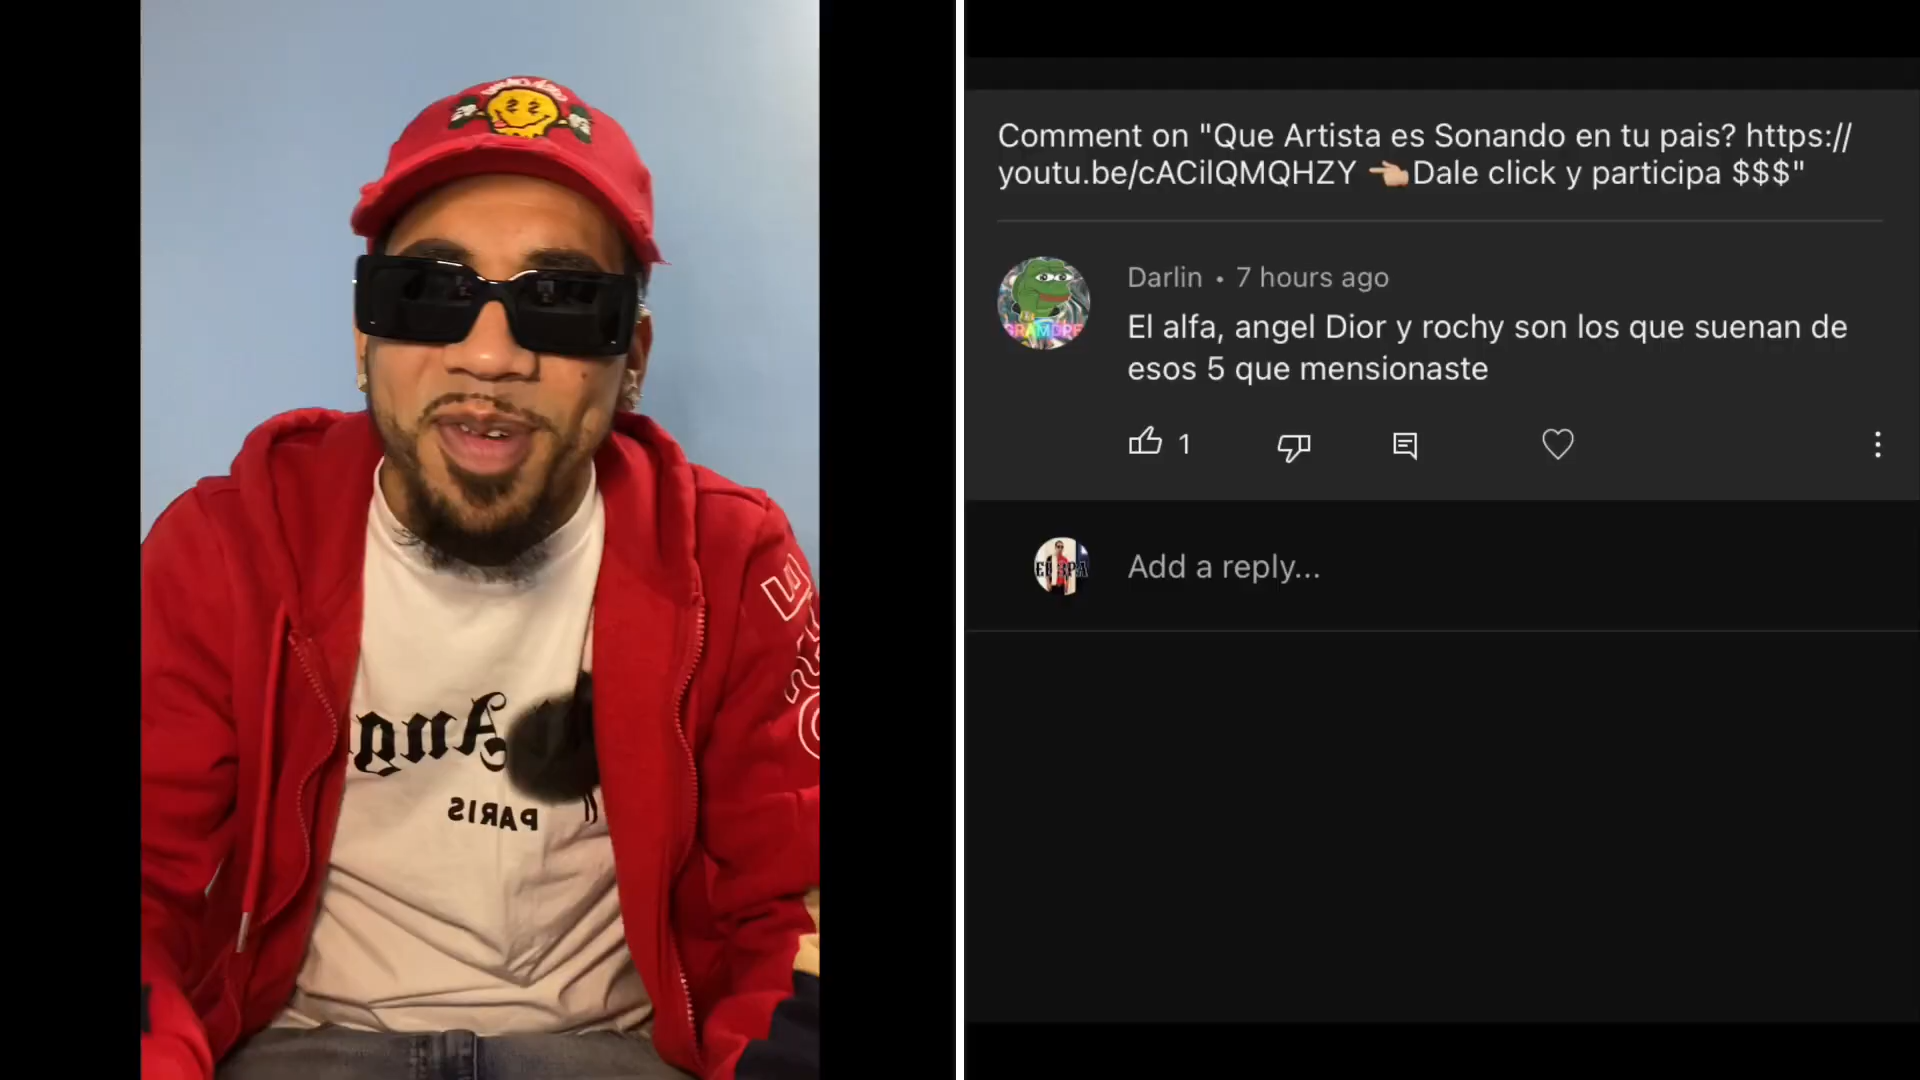 Comment on "Que Artista es Sonando en tu pais? https://
youtu.be/cACilQMQHZY 👈🏼Dale click y participa $$$"
Darlin • 7 hours ago
El alfa, angel Dior y rochy son los que suenan de
esos 5 que mensionaste
1
Add a reply...
Ang
PARIS